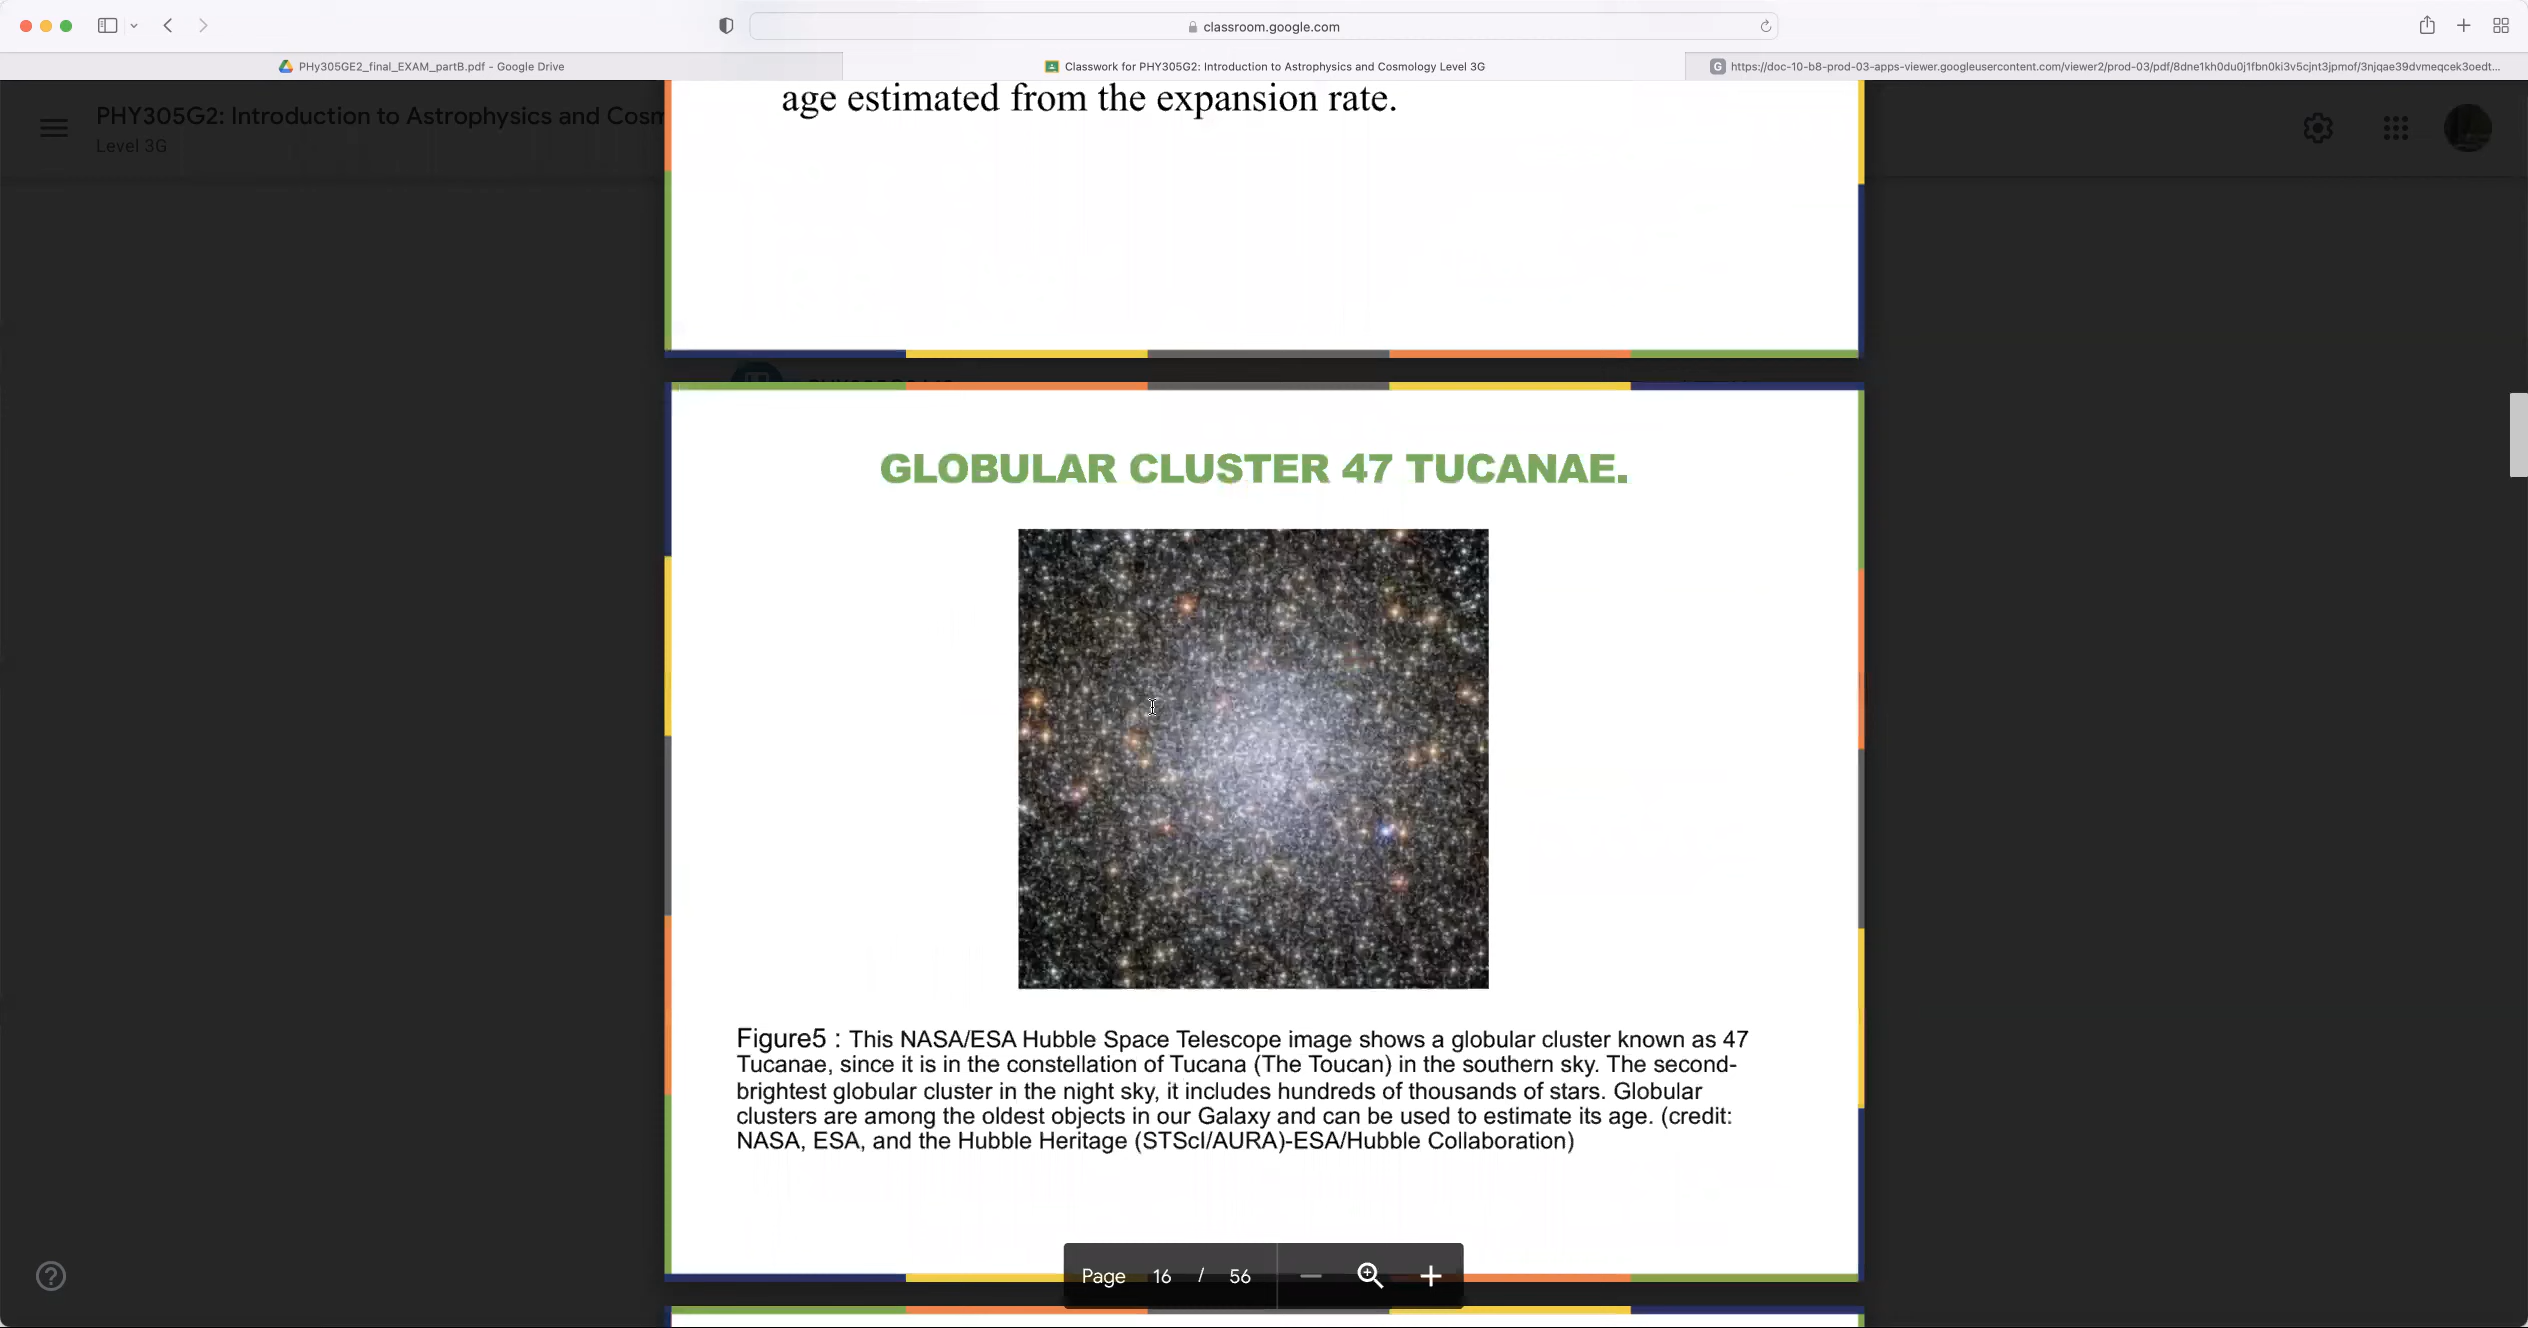 classroom.google.com
PHy305GE2_final_EXAM_partB.pdf - Google Drive
Classwork for PHY305G2: Introduction to Astrophysics and Cosmology Level 3G
G https://doc-10-b8-prod-03-apps-viewer.googleusercontent.com/viewer2/prod-03/pdf/8dne1kh0du0j1fbn0ki3v5cjnt3jpmof/3njqae39dvmeqcek3oedt...
PHY305G2: Introduction to Astrophysics and Cosm
Level 3G
age estimated from the expansion rate.
GLOBULAR CLUSTER 47 TUCANAE.
Figure5 : This NASA/ESA Hubble Space Telescope image shows a globular cluster known as 47
Tucanae, since it is in the constellation of Tucana (The Toucan) in the southern sky. The second-
brightest globular cluster in the night sky, it includes hundreds of thousands of stars. Globular
clusters are among the oldest objects in our Galaxy and can be used to estimate its age. (credit:
NASA, ESA, and the Hubble Heritage (STScI/AURA)-ESA/Hubble Collaboration)
Page 16 / 56